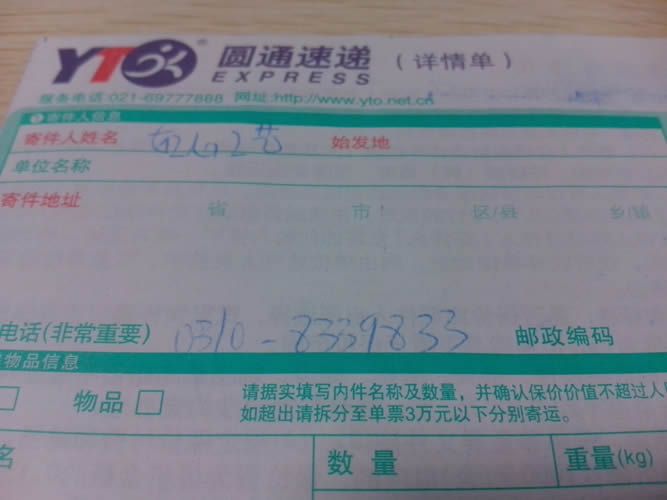 YTO 圆通速递（详情单）
EXPRESS
服务电话:021-69777888 网址:http://www.yto.net.cn
❶寄件人信息
寄件人姓名 始发地
单位名称
寄件地址 省 市 区/县 乡/镇
电话(非常重要) 0310-8339833 邮政编码
物品信息
物品
请据实填写内件名称及数量，并确认保价价值不超过人
如超出请拆分至单票3万元以下分别寄运。
名 数量 重量(kg)